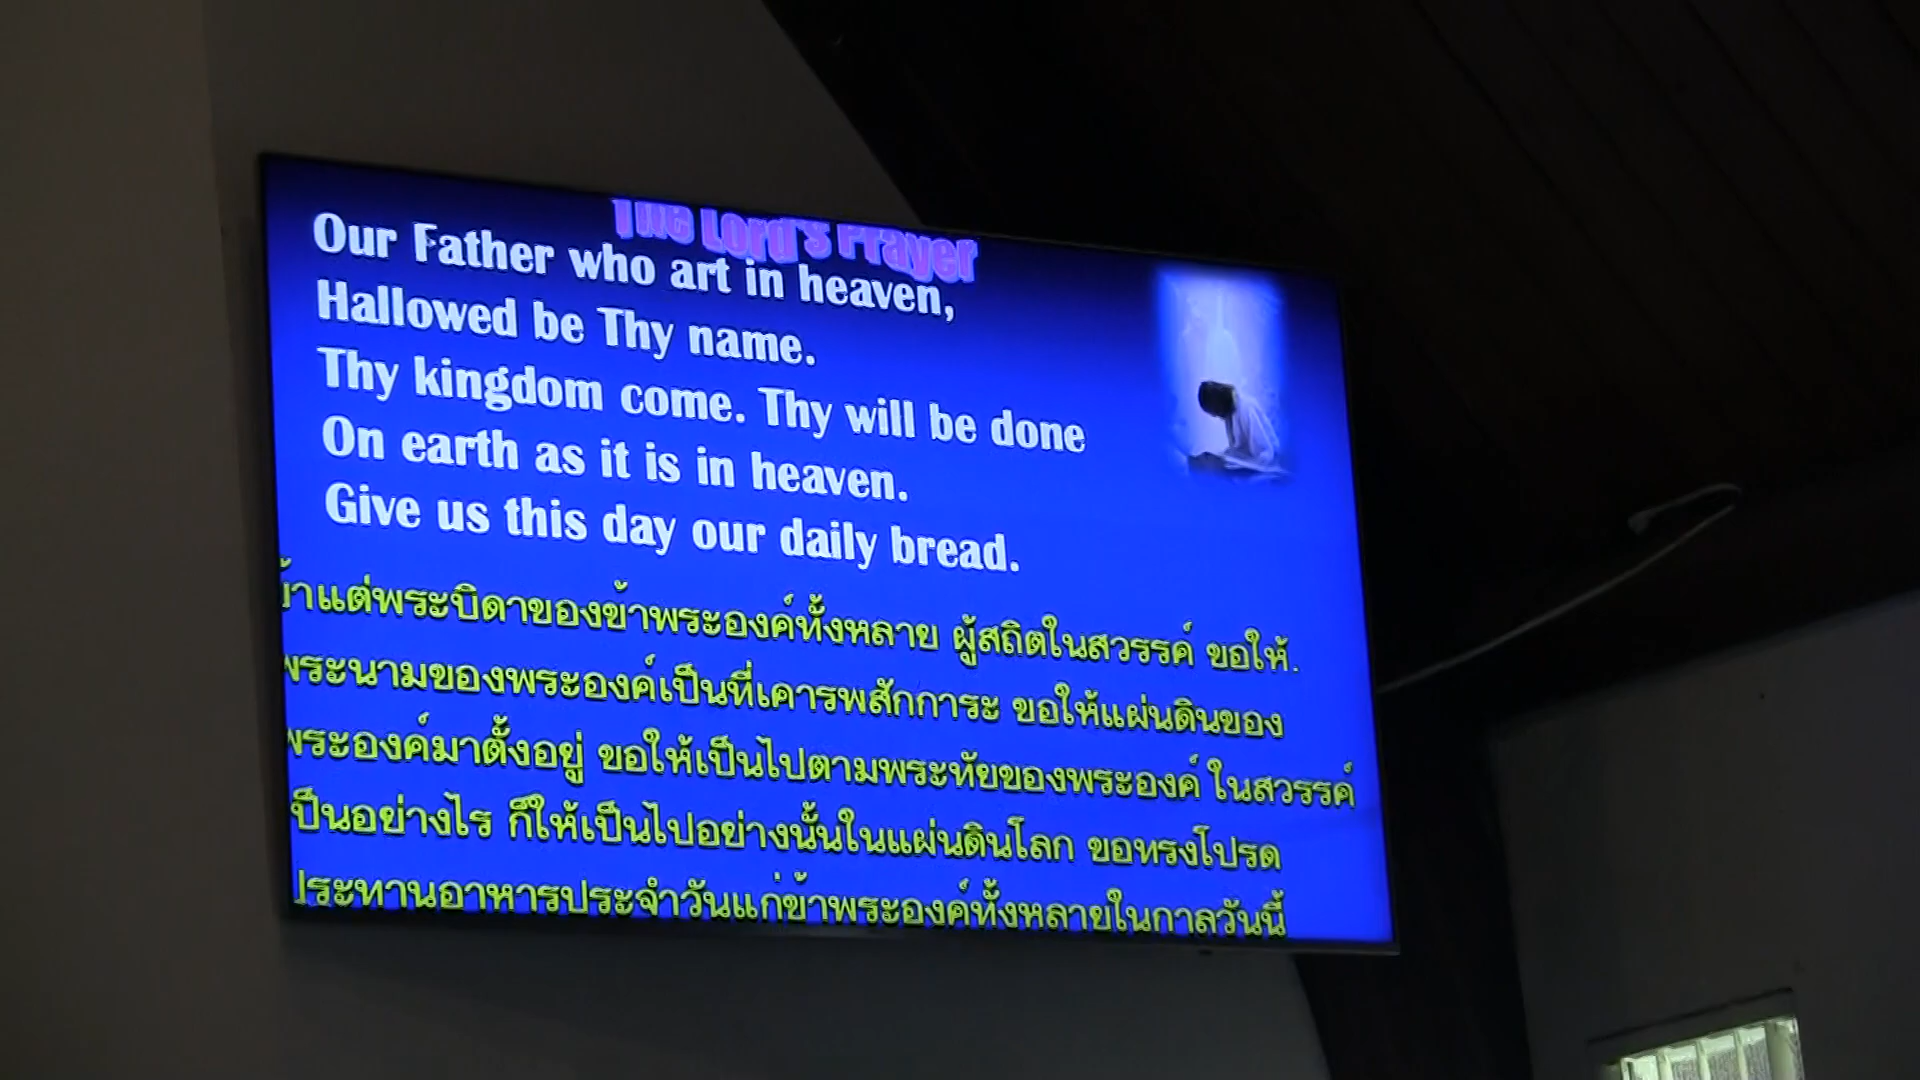 The Lord's Prayer
Our Father who art in heaven,
Hallowed be Thy name.
Thy kingdom come. Thy will be done
On earth as it is in heaven.
Give us this day our daily bread.
ข้าแต่พระบิดาของข้าพระองค์ทั้งหลาย ผู้สถิตในสวรรค์ ขอให้.
พระนามของพระองค์เป็นที่เคารพสักการะ ขอให้แผ่นดินของ
พระองค์มาตั้งอยู่ ขอให้เป็นไปตามพระทัยของพระองค์ ในสวรรค์
เป็นอย่างไร ก็ให้เป็นไปอย่างนั้นในแผ่นดินโลก ขอทรงโปรด
ประทานอาหารประจำวันแก่ข้าพระองค์ทั้งหลายในกาลวันนี้